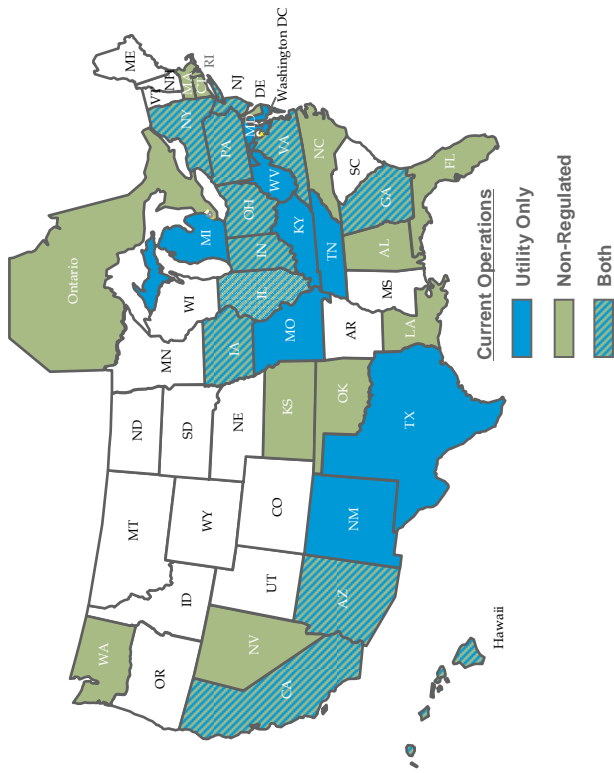 WA
OR
CA
NV
ID
MT
WY
UT
AZ
CO
NM
ND
SD
NE
KS
OK
TX
MN
IA
MO
AR
LA
WI
IL
MS
MI
IN
KY
TN
AL
OH
WV
GA
FL
SC
NC
VA
PA
NY
VT
NH
ME
MA
CT
RI
NJ
DE
MD
Washington DC
Ontario
Hawaii
Current Operations
Utility Only
Non-Regulated
Both